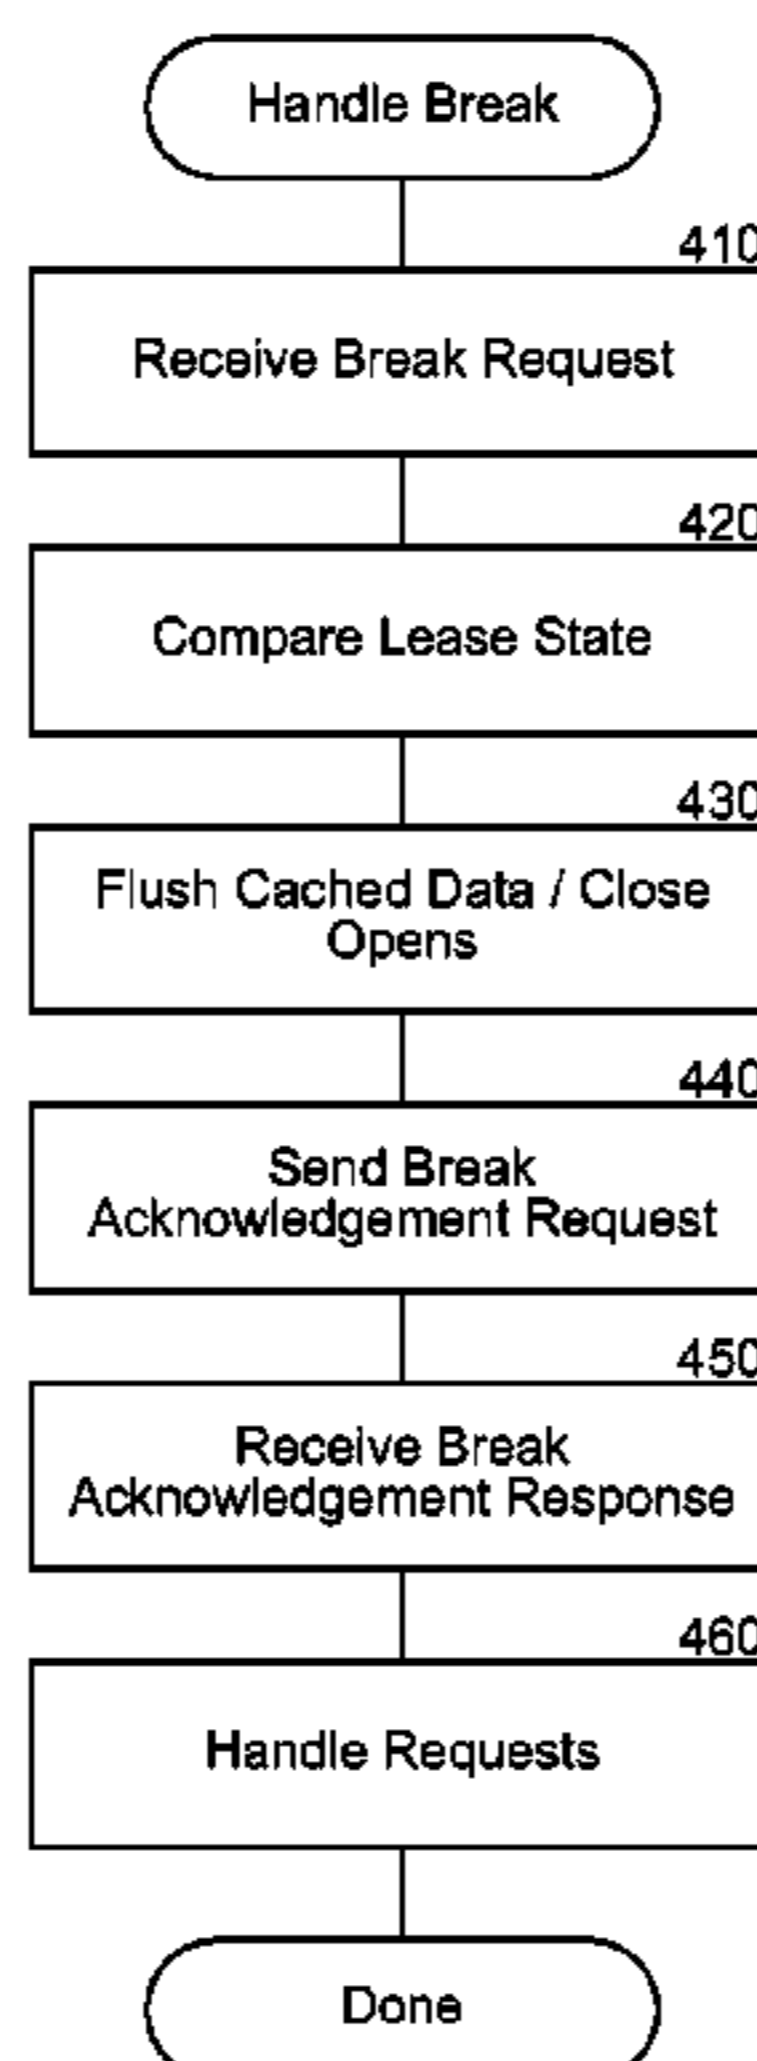 Handle Break
410
Receive Break Request
420
Compare Lease State
430
Flush Cached Data / Close
Opens
440
Send Break
Acknowledgement Request
450
Receive Break
Acknowledgement Response
460
Handle Requests
Done